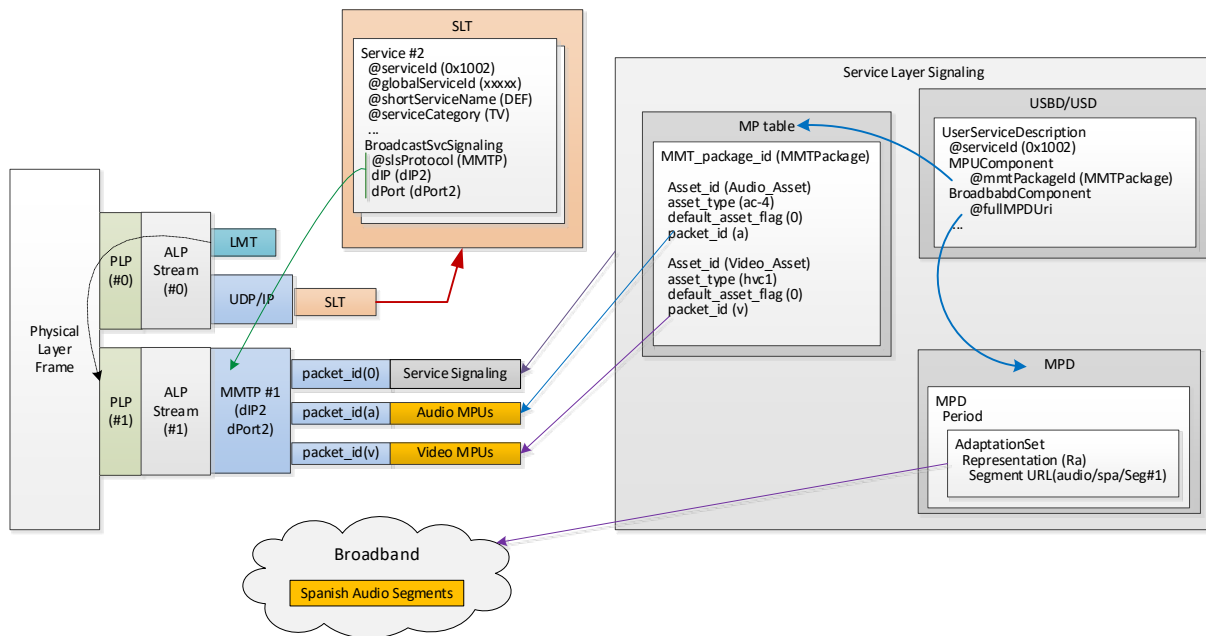 SLT
Service #2
@serviceId (0x1002)
@globalServiceId (xxxxx)
@shortServiceName (DEF)
@serviceCategory (TV)
...
BroadcastSvcSignaling
@slsProtocol (MMTP)
dIP (dIP2)
dPort (dPort2)
Service Layer Signaling
MP table
MMT_package_id (MMTPackage)
Asset_id (Audio_Asset)
asset_type (ac-4)
default_asset_flag (0)
packet_id (a)
Asset_id (Video_Asset)
asset_type (hvc1)
default_asset_flag (0)
packet_id (v)
USBD/USD
UserServiceDescription
@serviceId (0x1002)
MPUComponent
@mmtPackageId (MMTPackage)
BroadbabdComponent
@fullMPDUri
...
MPD
MPD
Period
AdaptationSet
Representation (Ra)
Segment URL(audio/spa/Seg#1)
Physical
Layer
Frame
PLP
(#0)
ALP
Stream
(#0)
LMT
UDP/IP
SLT
PLP
(#1)
ALP
Stream
(#1)
MMTP #1
(dIP2
dPort2)
packet_id(0)
Service Signaling
packet_id(a)
Audio MPUs
packet_id(v)
Video MPUs
Broadband
Spanish Audio Segments